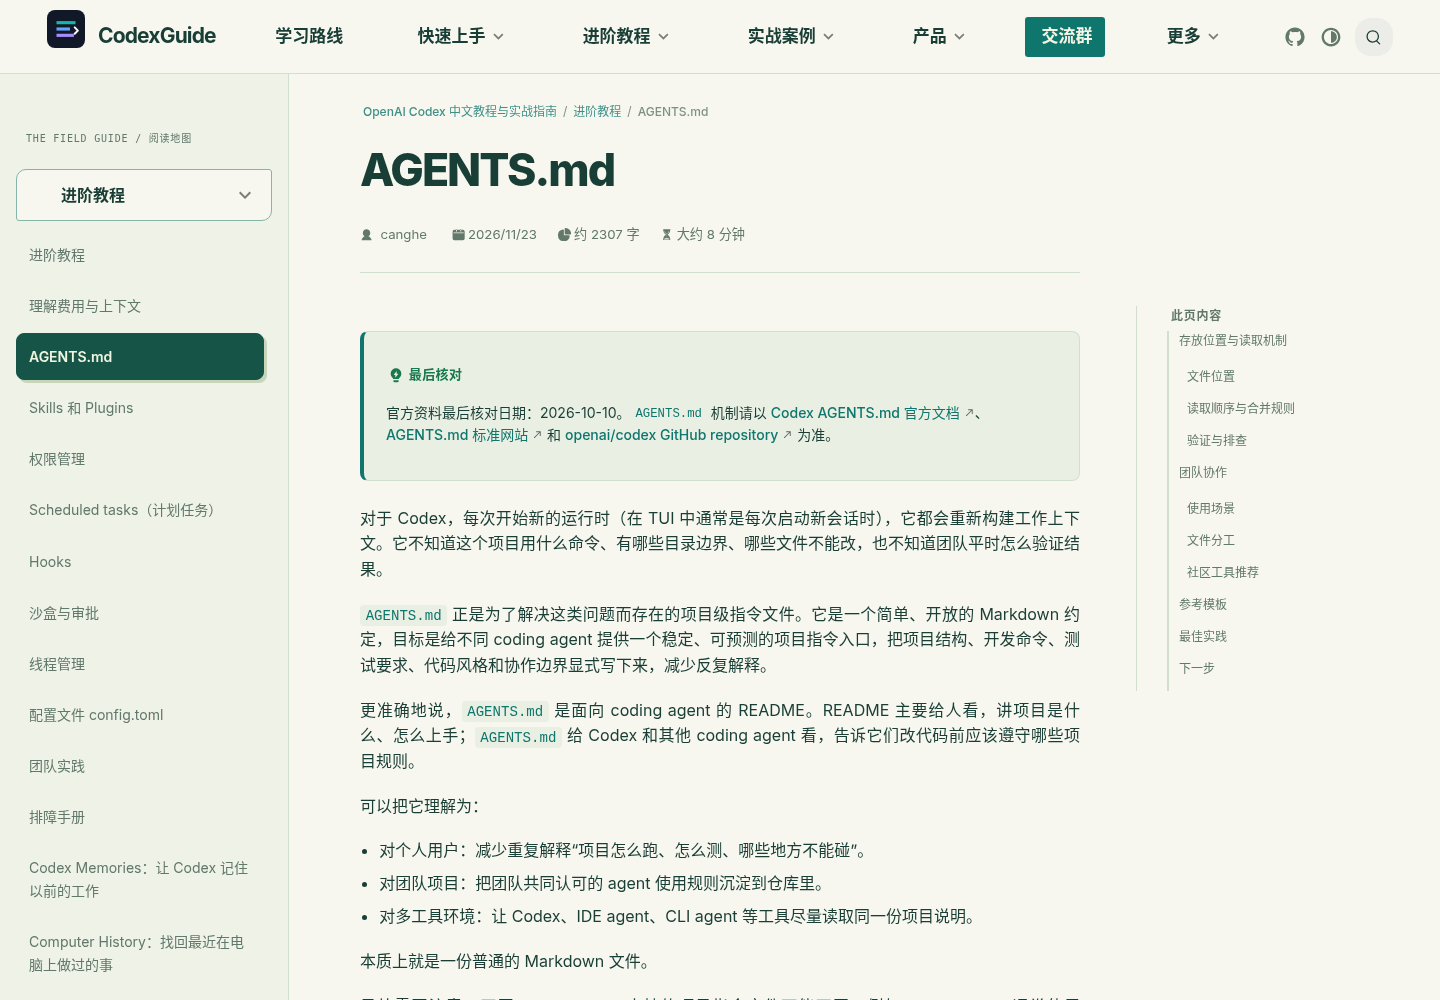 CodexGuide
学习路线
快速上手
进阶教程
实战案例
产品
交流群
更多
THE FIELD GUIDE / 阅读地图
进阶教程
进阶教程
理解费用与上下文
AGENTS.md
Skills 和 Plugins
权限管理
Scheduled tasks（计划任务）
Hooks
沙盒与审批
线程管理
配置文件 config.toml
团队实践
排障手册
Codex Memories：让 Codex 记住
以前的工作
Computer History：找回最近在电
脑上做过的事
OpenAI Codex 中文教程与实战指南 / 进阶教程 / AGENTS.md
AGENTS.md
canghe 2026/11/23 约 2307 字 大约 8 分钟
最后核对
官方资料最后核对日期：2026-10-10。 AGENTS.md 机制请以 Codex AGENTS.md 官方文档 ↗、
AGENTS.md 标准网站 ↗ 和 openai/codex GitHub repository ↗ 为准。
对于 Codex，每次开始新的运行时（在 TUI 中通常是每次启动新会话时），它都会重新构建工作上下
文。它不知道这个项目用什么命令、有哪些目录边界、哪些文件不能改，也不知道团队平时怎么验证结
果。
AGENTS.md 正是为了解决这类问题而存在的项目级指令文件。它是一个简单、开放的 Markdown 约
定，目标是给不同 coding agent 提供一个稳定、可预测的项目指令入口，把项目结构、开发命令、测
试要求、代码风格和协作边界显式写下来，减少反复解释。
更准确地说，AGENTS.md 是面向 coding agent 的 README。README 主要给人看，讲项目是什
么、怎么上手；AGENTS.md 给 Codex 和其他 coding agent 看，告诉它们改代码前应该遵守哪些项
目规则。
可以把它理解为：
• 对个人用户：减少重复解释“项目怎么跑、怎么测、哪些地方不能碰”。
• 对团队项目：把团队共同认可的 agent 使用规则沉淀到仓库里。
• 对多工具环境：让 Codex、IDE agent、CLI agent 等工具尽量读取同一份项目说明。
本质上就是一份普通的 Markdown 文件。
此页内容
存放位置与读取机制
文件位置
读取顺序与合并规则
验证与排查
团队协作
使用场景
文件分工
社区工具推荐
参考模板
最佳实践
下一步